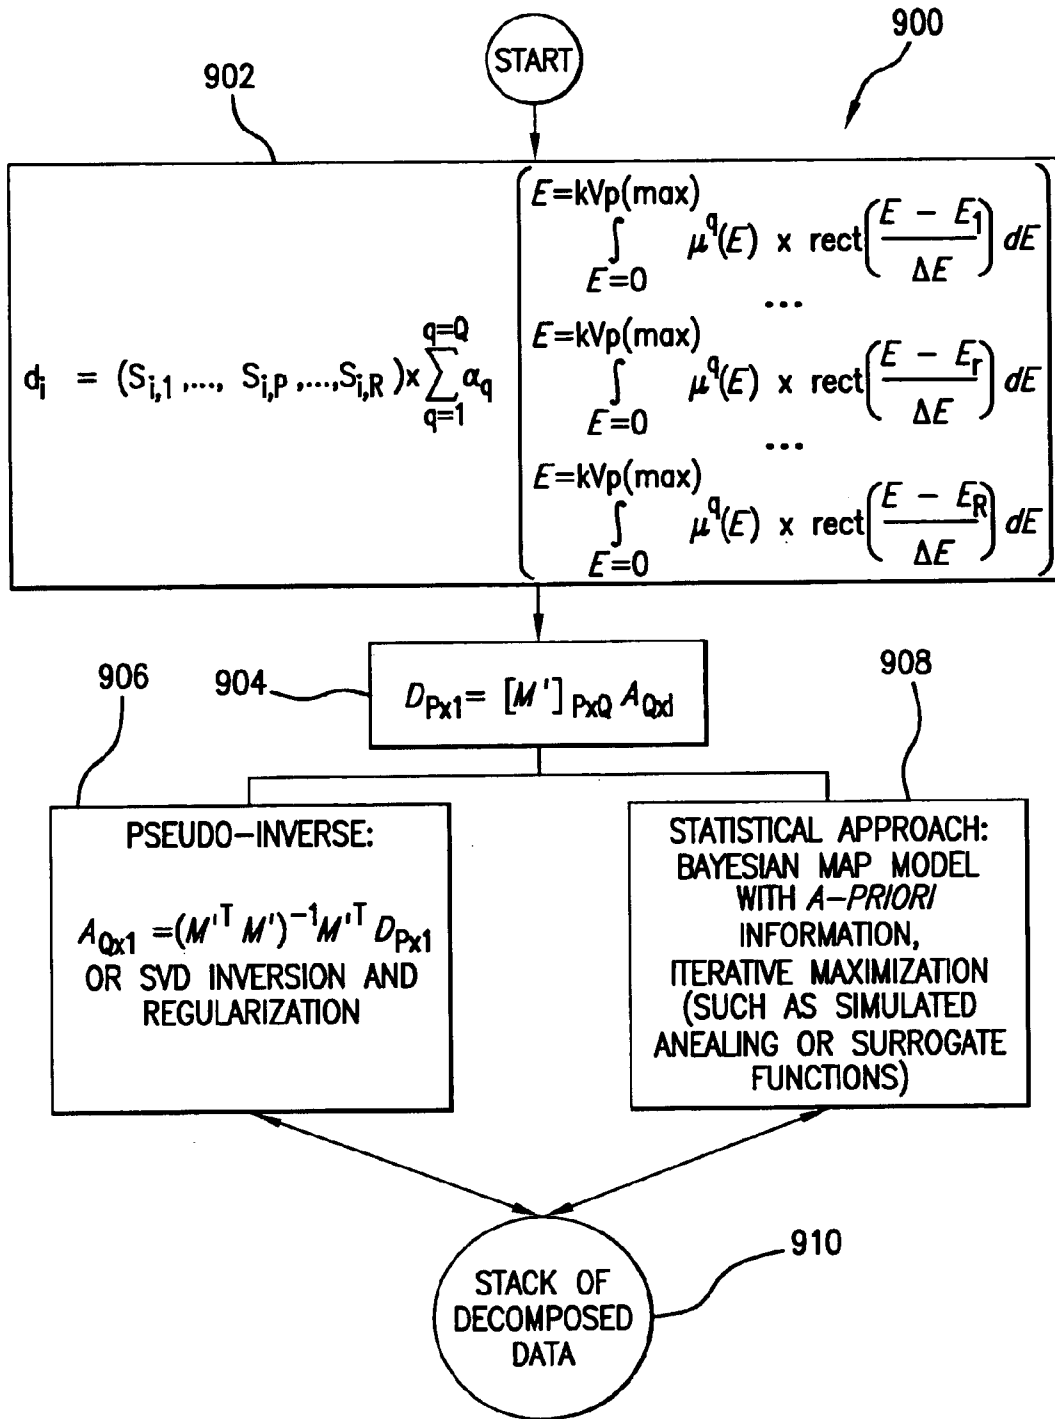 START
900
902
d_i = (S_{i,1} ,..., S_{i,P} ,...,S_{i,R} )x \sum_{q=1}^{q=Q} α_q
E=kVp(max)
∫ μ^q(E) x rect((E - E_1)/ΔE) dE
E=0
...
E=kVp(max)
∫ μ^q(E) x rect((E - E_r)/ΔE) dE
E=0
...
E=kVp(max)
∫ μ^q(E) x rect((E - E_R)/ΔE) dE
E=0
904
D_{Px1} = [M']_{PxQ} A_{Qxl}
906
PSEUDO-INVERSE:
A_{Qx1} =(M'^T M')^{-1}M'^T D_{Px1}
OR SVD INVERSION AND
REGULARIZATION
908
STATISTICAL APPROACH:
BAYESIAN MAP MODEL
WITH A-PRIORI
INFORMATION,
ITERATIVE MAXIMIZATION
(SUCH AS SIMULATED
ANEALING OR SURROGATE
FUNCTIONS)
STACK OF
DECOMPOSED
DATA
910